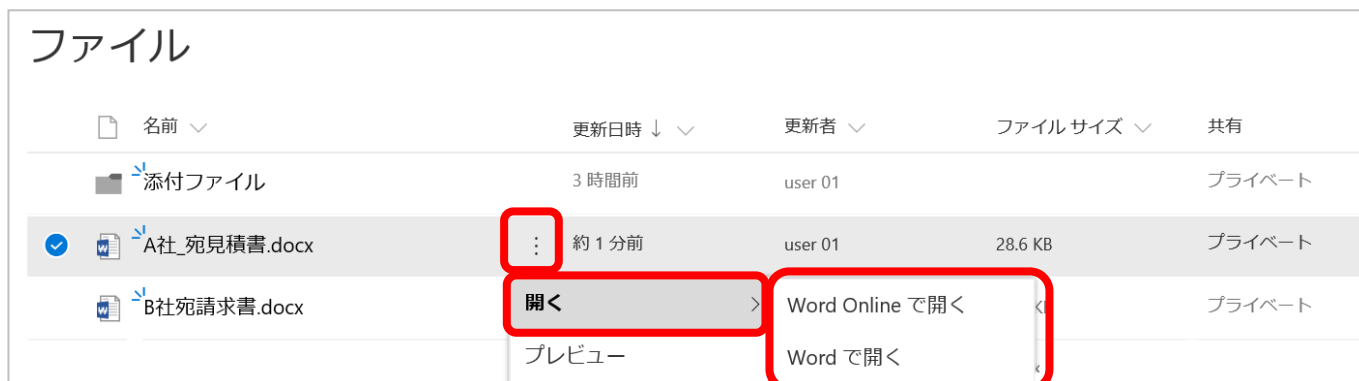 ファイル
名前 更新日時 ↓ 更新者 ファイル サイズ 共有
添付ファイル 3 時間前 user 01 プライベート
A社_宛見積書.docx ⋮ 約 1 分前 user 01 28.6 KB プライベート
B社宛請求書.docx 開く > Word Online で開く プライベート
プレビュー Word で開く